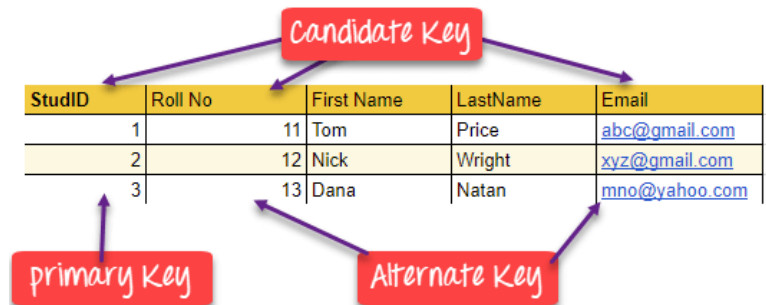 Candidate Key
StudID Roll No First Name LastName Email
1 11 Tom Price abc@gmail.com
2 12 Nick Wright xyz@gmail.com
3 13 Dana Natan mno@yahoo.com
primary Key Alternate Key